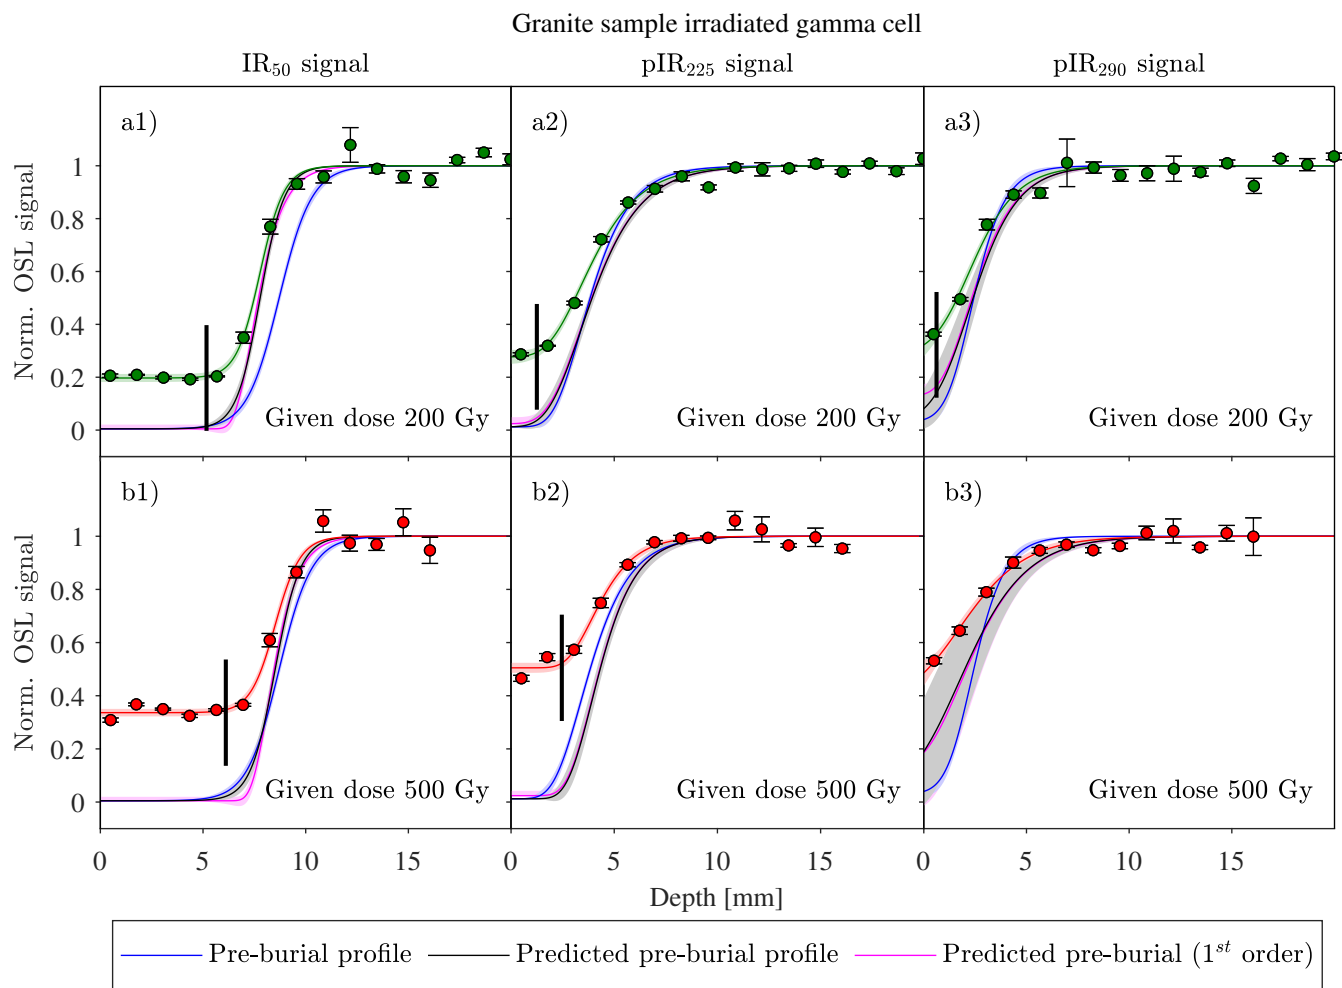 Granite sample irradiated gamma cell
IR50 signal
pIR225 signal
pIR290 signal
a1)
a2)
a3)
Norm. OSL signal
1
0.8
0.6
0.4
0.2
0
Given dose 200 Gy
Given dose 200 Gy
Given dose 200 Gy
b1)
b2)
b3)
Norm. OSL signal
1
0.8
0.6
0.4
0.2
0
Given dose 500 Gy
Given dose 500 Gy
Given dose 500 Gy
0 5 10 15 0 5 10 15 0 5 10 15
Depth [mm]
Pre-burial profile Predicted pre-burial profile Predicted pre-burial (1st order)